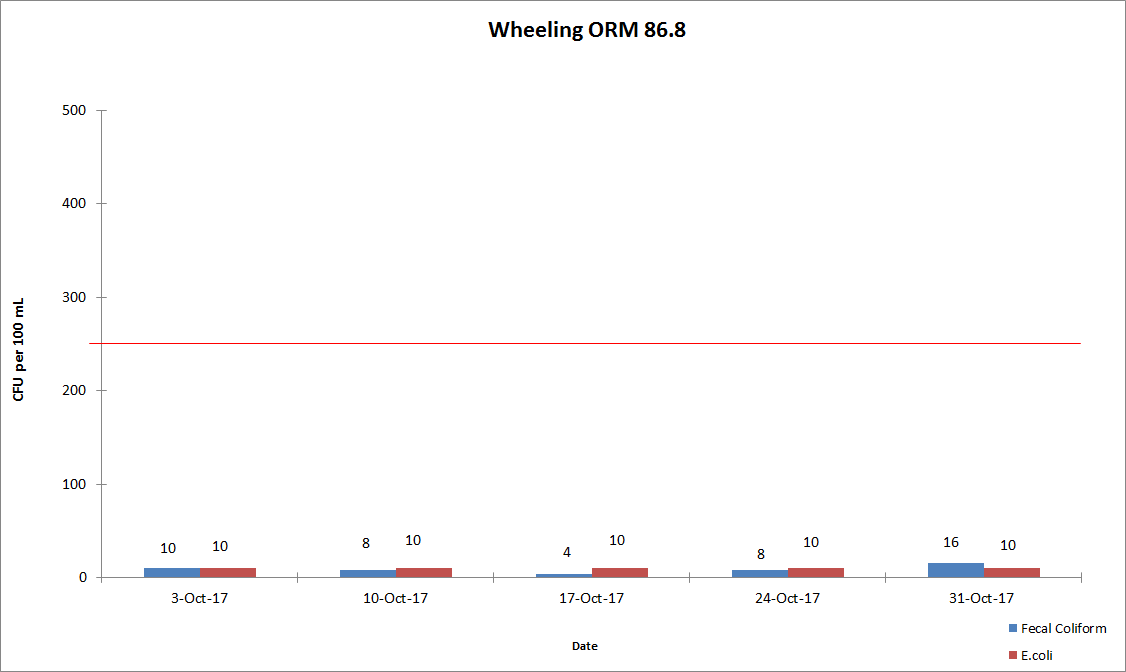 Wheeling ORM 86.8
500
400
300
200
100
0
CFU per 100 mL
10 10 8 10 4 10 8 10 16 10
3-Oct-17 10-Oct-17 17-Oct-17 24-Oct-17 31-Oct-17
Date
Fecal Coliform
E.coli